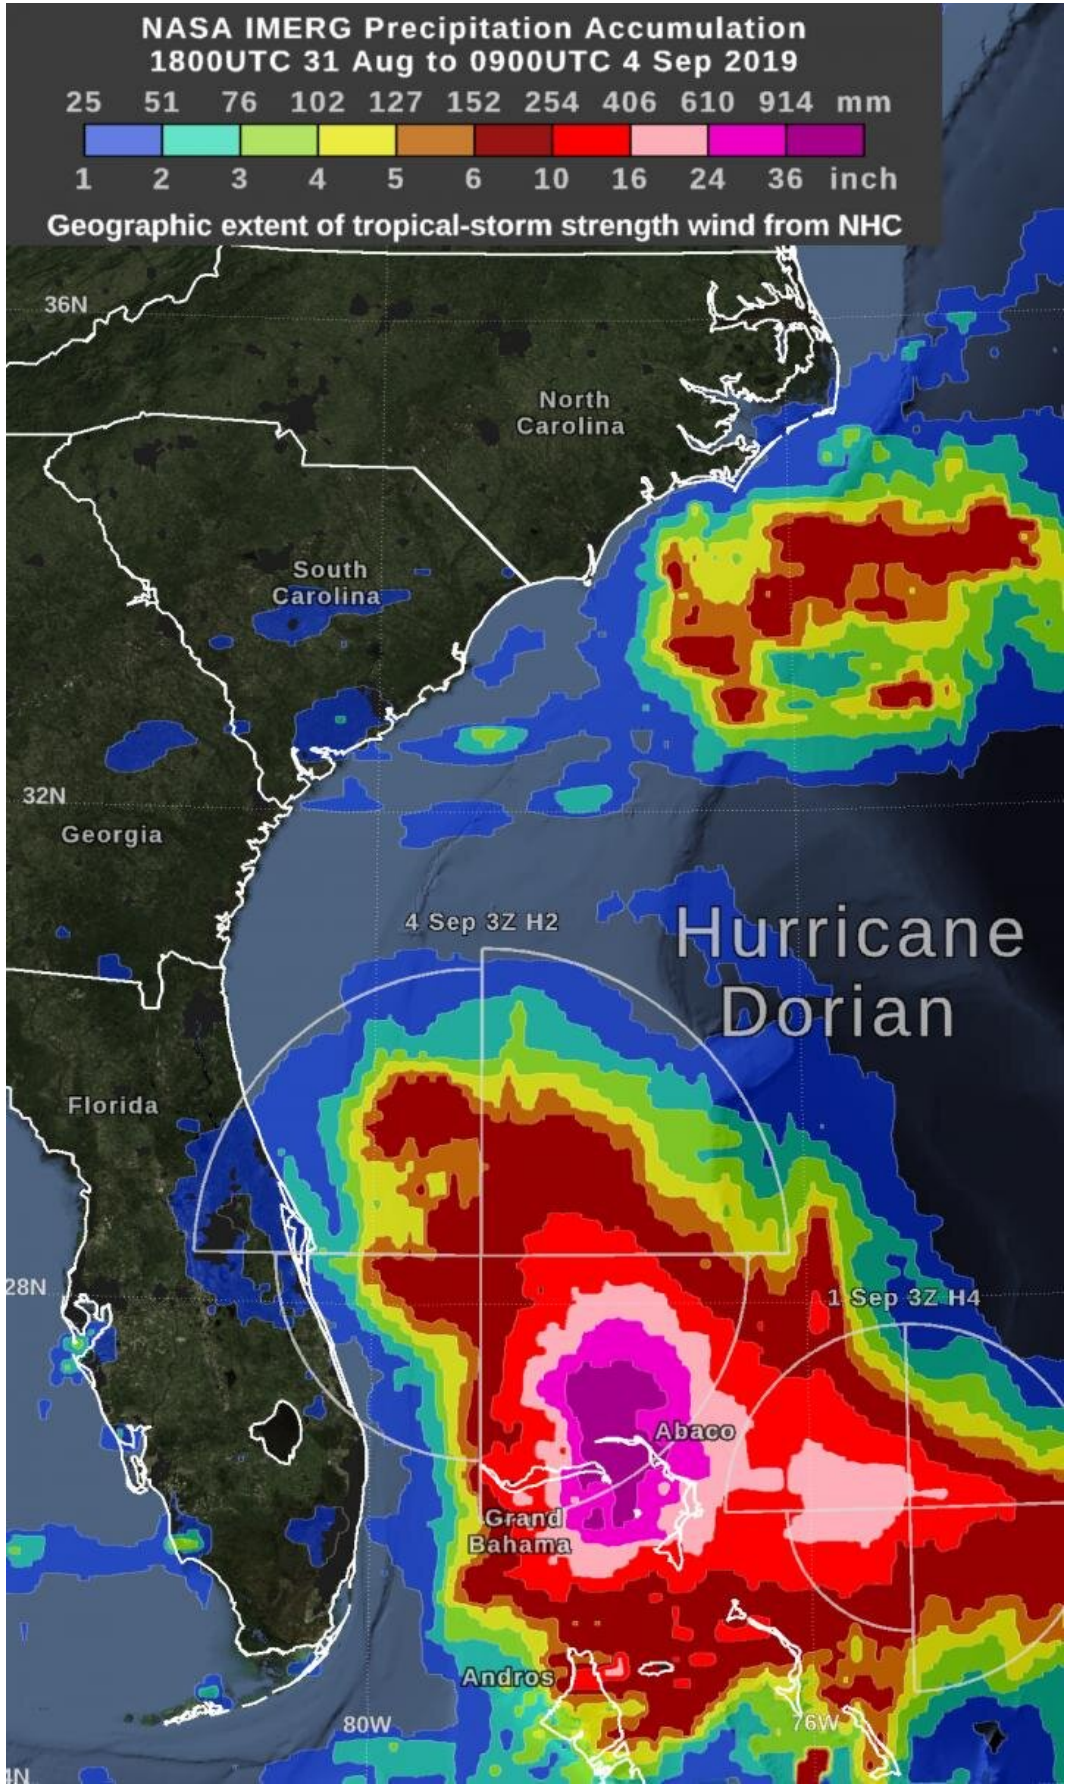 NASA IMERG Precipitation Accumulation
1800UTC 31 Aug to 0900UTC 4 Sep 2019
25 51 76 102 127 152 254 406 610 914 mm
1 2 3 4 5 6 10 16 24 36 inch
Geographic extent of tropical-storm strength wind from NHC
36N
North
Carolina
South
Carolina
32N
Georgia
4 Sep 3Z H2
Hurricane
Dorian
Florida
28N
1 Sep 3Z H4
Abaco
Grand
Bahama
Andros
80W
76W
4N